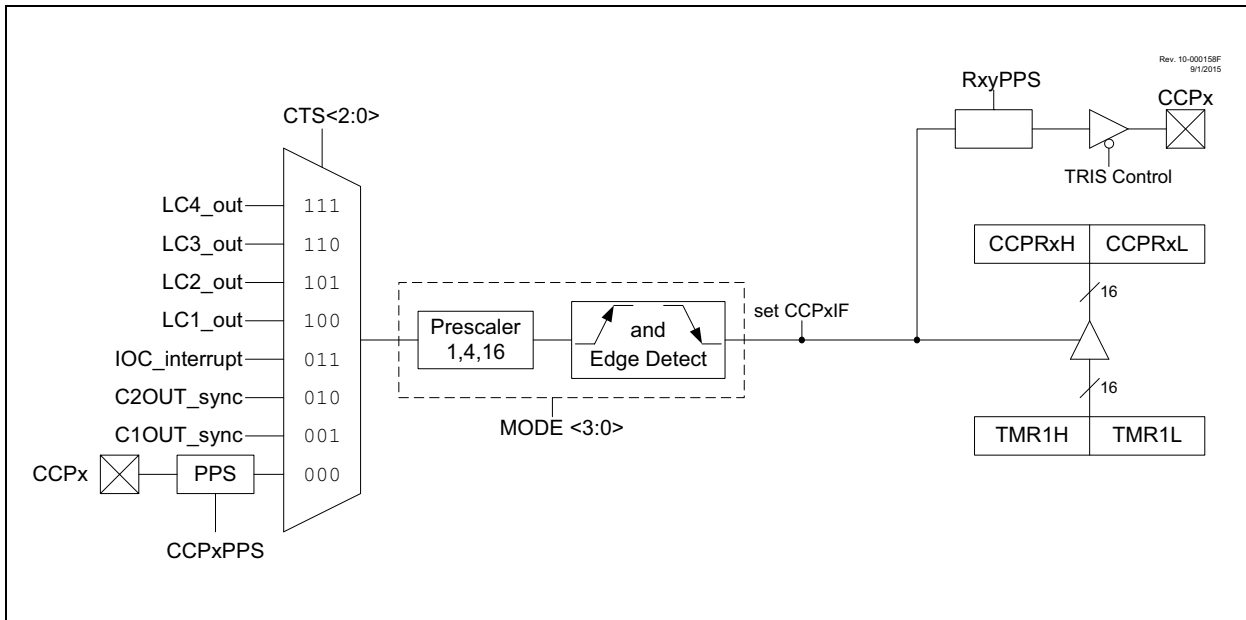 Rev. 10-000158F
9/1/2015
RxyPPS
CCPx
TRIS Control
CTS<2:0>
LC4_out 111
LC3_out 110
LC2_out 101
LC1_out 100
IOC_interrupt 011
C2OUT_sync 010
C1OUT_sync 001
CCPx PPS 000
CCPxPPS
Prescaler
1,4,16
and
Edge Detect
MODE <3:0>
set CCPxIF
CCPRxH CCPRxL
16
16
TMR1H TMR1L